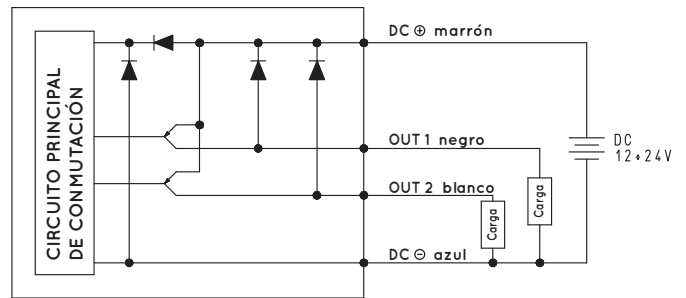 CIRCUITO PRINCIPAL
DE CONMUTACIÓN
DC ⊕ marrón
OUT 1 negro
OUT 2 blanco
DC ⊖ azul
Carga
Carga
DC
12÷24V